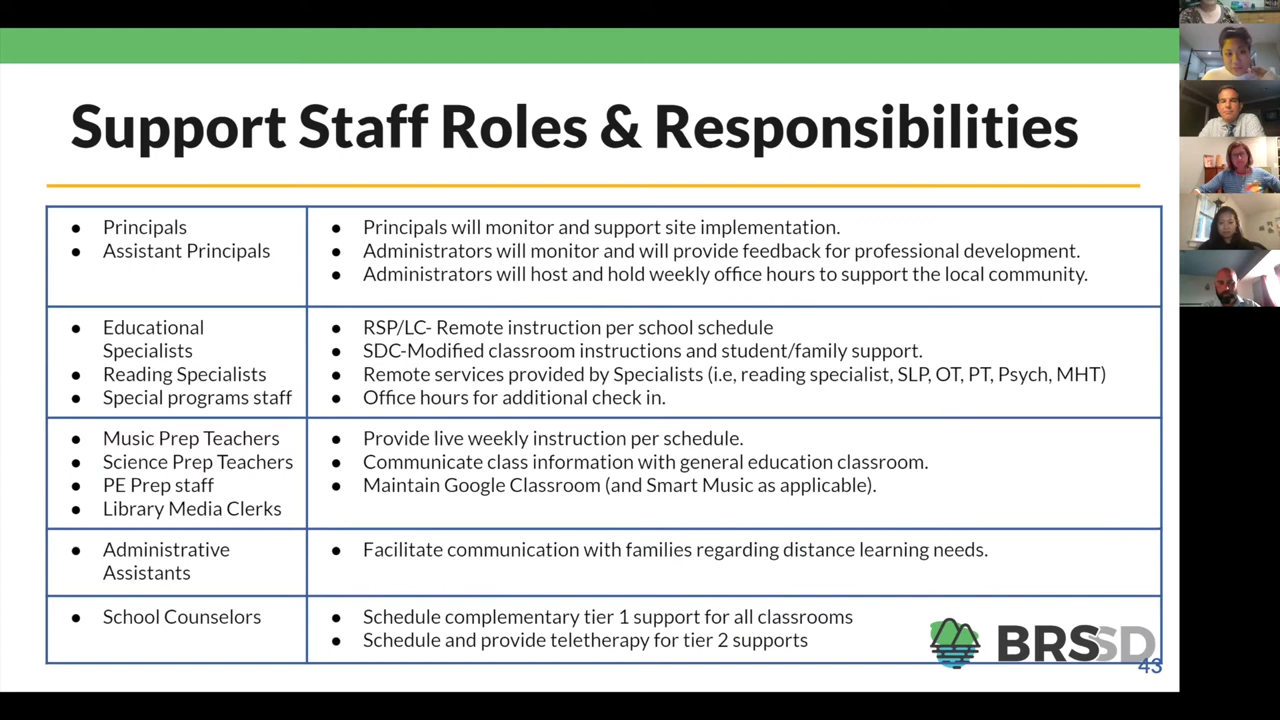 Support Staff Roles & Responsibilities
● Principals
● Assistant Principals
● Principals will monitor and support site implementation.
● Administrators will monitor and will provide feedback for professional development.
● Administrators will host and hold weekly office hours to support the local community.
● Educational
Specialists
● Reading Specialists
● Special programs staff
● RSP/LC- Remote instruction per school schedule
● SDC-Modified classroom instructions and student/family support.
● Remote services provided by Specialists (i.e, reading specialist, SLP, OT, PT, Psych, MHT)
● Office hours for additional check in.
● Music Prep Teachers
● Science Prep Teachers
● PE Prep staff
● Library Media Clerks
● Provide live weekly instruction per schedule.
● Communicate class information with general education classroom.
● Maintain Google Classroom (and Smart Music as applicable).
● Administrative
Assistants
● Facilitate communication with families regarding distance learning needs.
● School Counselors
● Schedule complementary tier 1 support for all classrooms
● Schedule and provide teletherapy for tier 2 supports
BRSSD
43